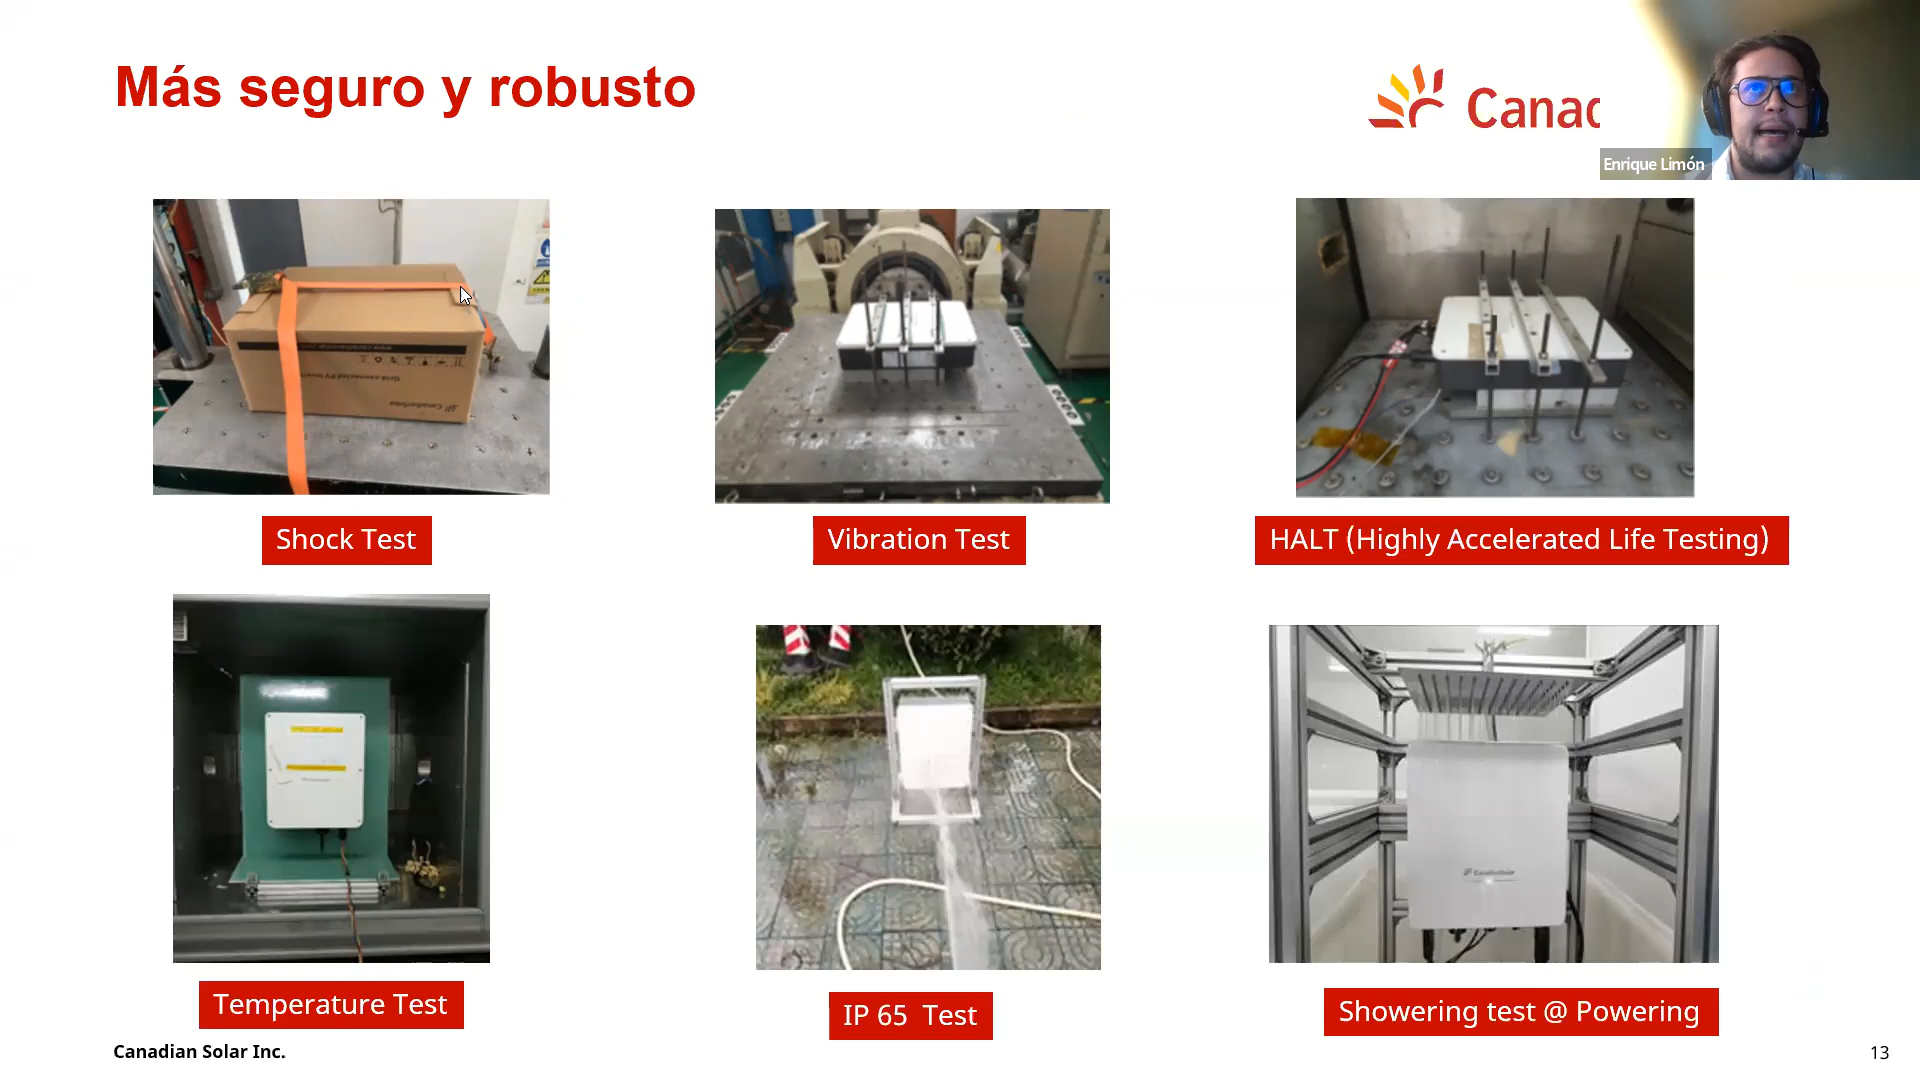 Más seguro y robusto
Canad
Enrique Limón
Shock Test
Vibration Test
HALT (Highly Accelerated Life Testing)
Temperature Test
IP 65 Test
Showering test @ Powering
Canadian Solar Inc.
13